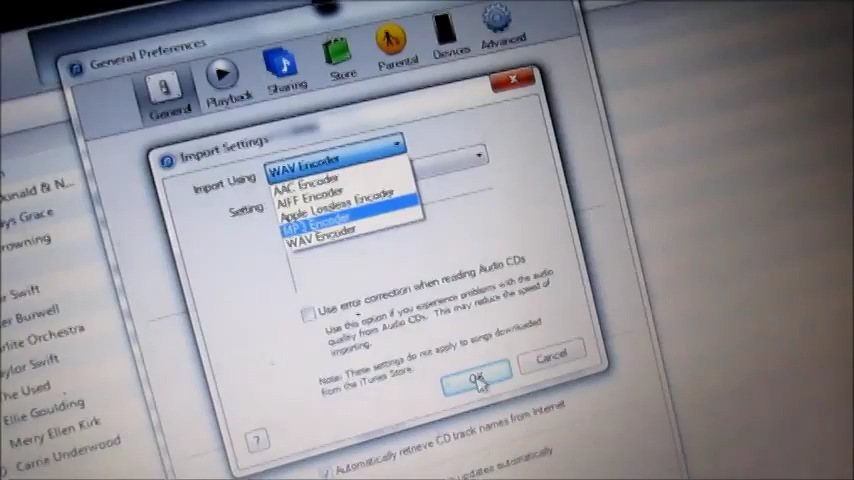 General Preferences
General
Playback
Sharing
Store
Parental
Devices
Advanced
Import Settings
Import Using
WAV Encoder
AAC Encoder
AIFF Encoder
Apple Lossless Encoder
MP3 Encoder
WAV Encoder
Setting
Use error correction when reading Audio CDs
Use this option if you experience problems with the audio
quality from Audio CDs. This may reduce the speed of
importing.
Note: These settings do not apply to songs downloaded
from the iTunes Store.
OK
Cancel
?
Automatically retrieve CD track names from Internet
updates automatically
onald & N...
ys Grace
rowning
r Swift
er Burwell
rlite Orchestra
aylor Swift
he Used
Ellie Goulding
Merry Ellen Kirk
Carrie Underwood